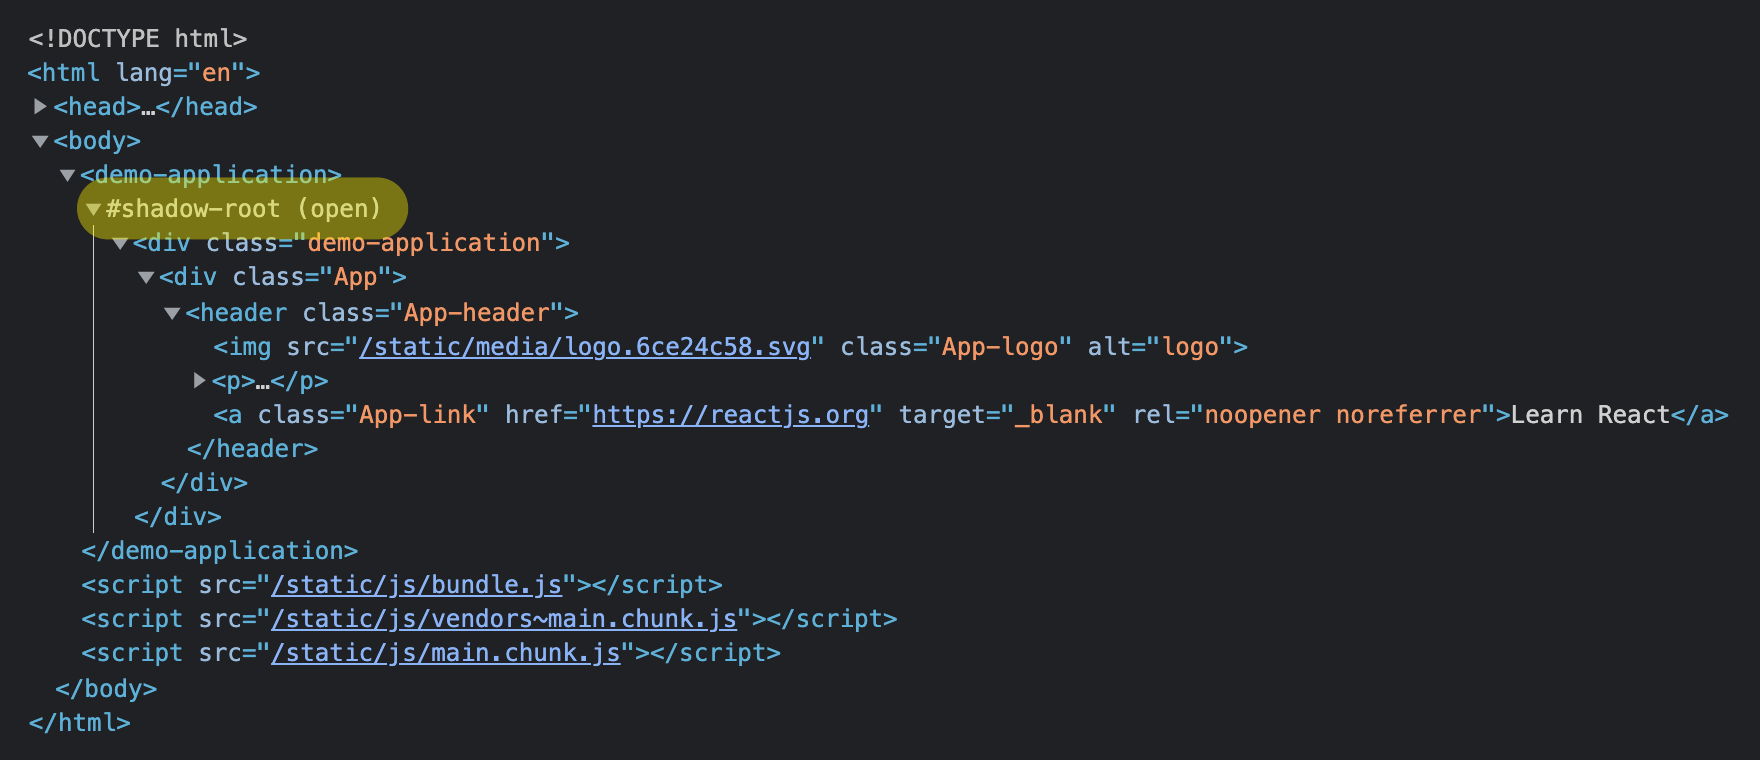 <!DOCTYPE html>
<html lang="en">
<head>…</head>
<body>
<demo-application>
#shadow-root (open)
<div class="demo-application">
<div class="App">
<header class="App-header">
<img src="/static/media/logo.6ce24c58.svg" class="App-logo" alt="logo">
<p>…</p>
<a class="App-link" href="https://reactjs.org" target="_blank" rel="noopener noreferrer">Learn React</a>
</header>
</div>
</div>
</demo-application>
<script src="/static/js/bundle.js"></script>
<script src="/static/js/vendors~main.chunk.js"></script>
<script src="/static/js/main.chunk.js"></script>
</body>
</html>